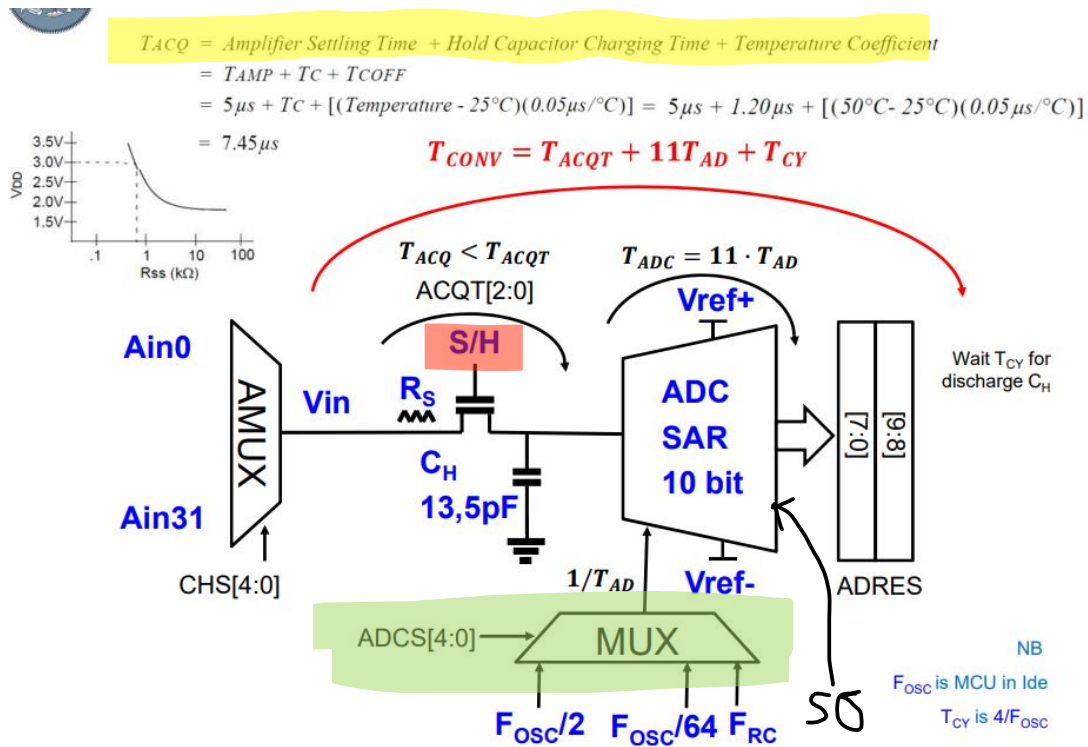 TACQ = Amplifier Settling Time + Hold Capacitor Charging Time + Temperature Coefficient
= TAMP + TC + TCOFF
= 5µs + TC + [(Temperature - 25°C)(0.05µs/°C)] = 5µs + 1.20µs + [(50°C- 25°C)(0.05µs/°C)]
= 7.45µs
TCONV = TACQT + 11TAD + TCY
3.5V
3.0V
2.5V
2.0V
1.5V
VDD
.1 1 10 100
Rss (kΩ)
TACQ < TACQT
ACQT[2:0]
TADC = 11 · TAD
Vref+
S/H
Ain0
AMUX
Vin
RS
CH
13,5pF
Ain31
CHS[4:0]
ADC
SAR
10 bit
[7:0]
[9:8]
Wait TCY for
discharge CH
1/TAD
Vref-
ADRES
ADCS[4:0]
MUX
FOSC/2 FOSC/64 FRC
NB
FOSC is MCU in Ide
TCY is 4/FOSC